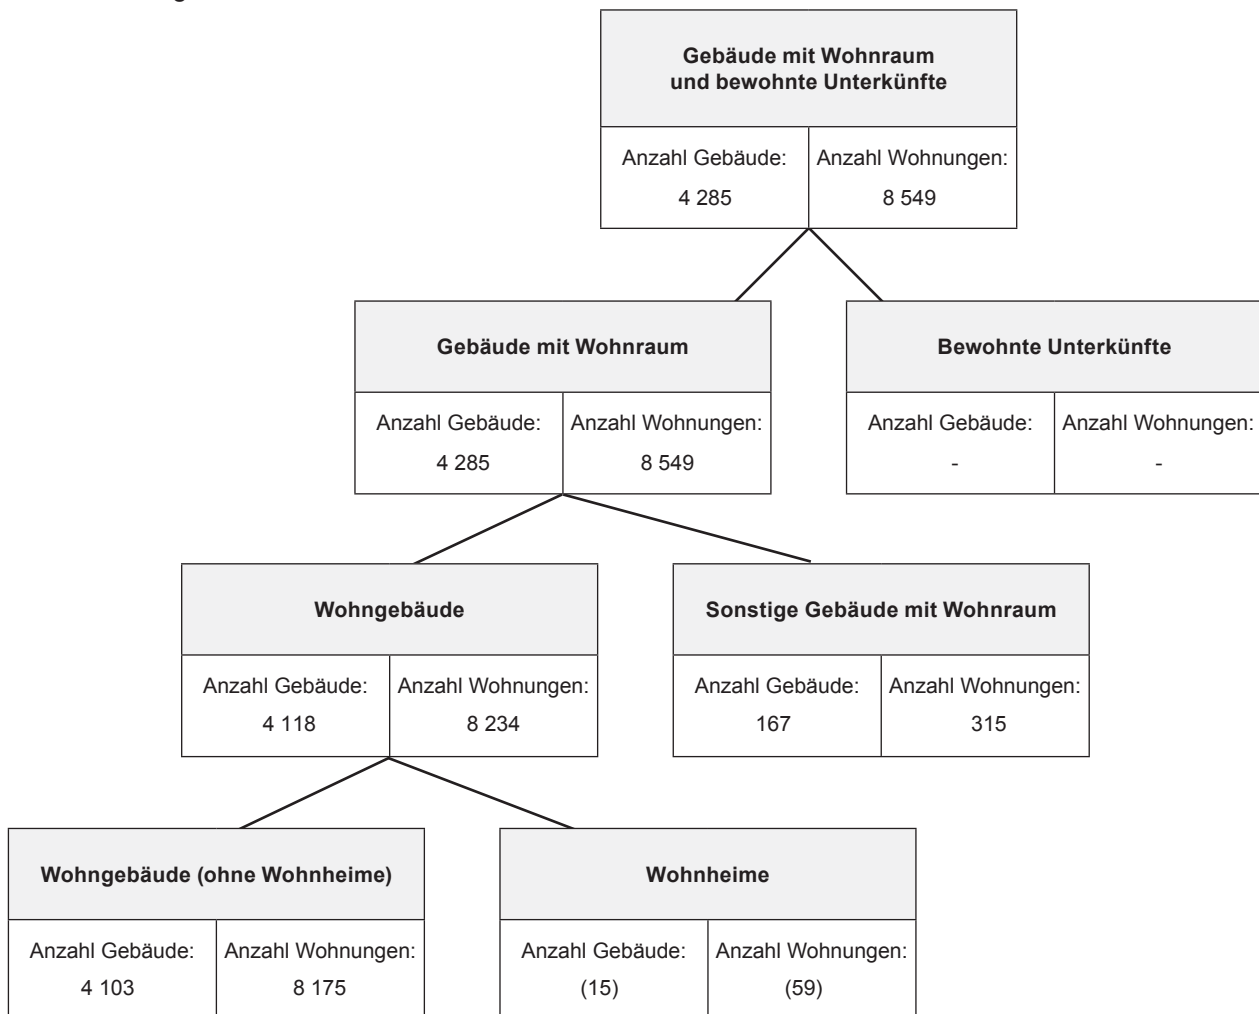 Gebäude mit Wohnraum
und bewohnte Unterkünfte
Anzahl Gebäude: Anzahl Wohnungen:
4 285 8 549
Gebäude mit Wohnraum Bewohnte Unterkünfte
Anzahl Gebäude: Anzahl Wohnungen: Anzahl Gebäude: Anzahl Wohnungen:
4 285 8 549 - -
Wohngebäude Sonstige Gebäude mit Wohnraum
Anzahl Gebäude: Anzahl Wohnungen: Anzahl Gebäude: Anzahl Wohnungen:
4 118 8 234 167 315
Wohngebäude (ohne Wohnheime) Wohnheime
Anzahl Gebäude: Anzahl Wohnungen: Anzahl Gebäude: Anzahl Wohnungen:
4 103 8 175 (15) (59)